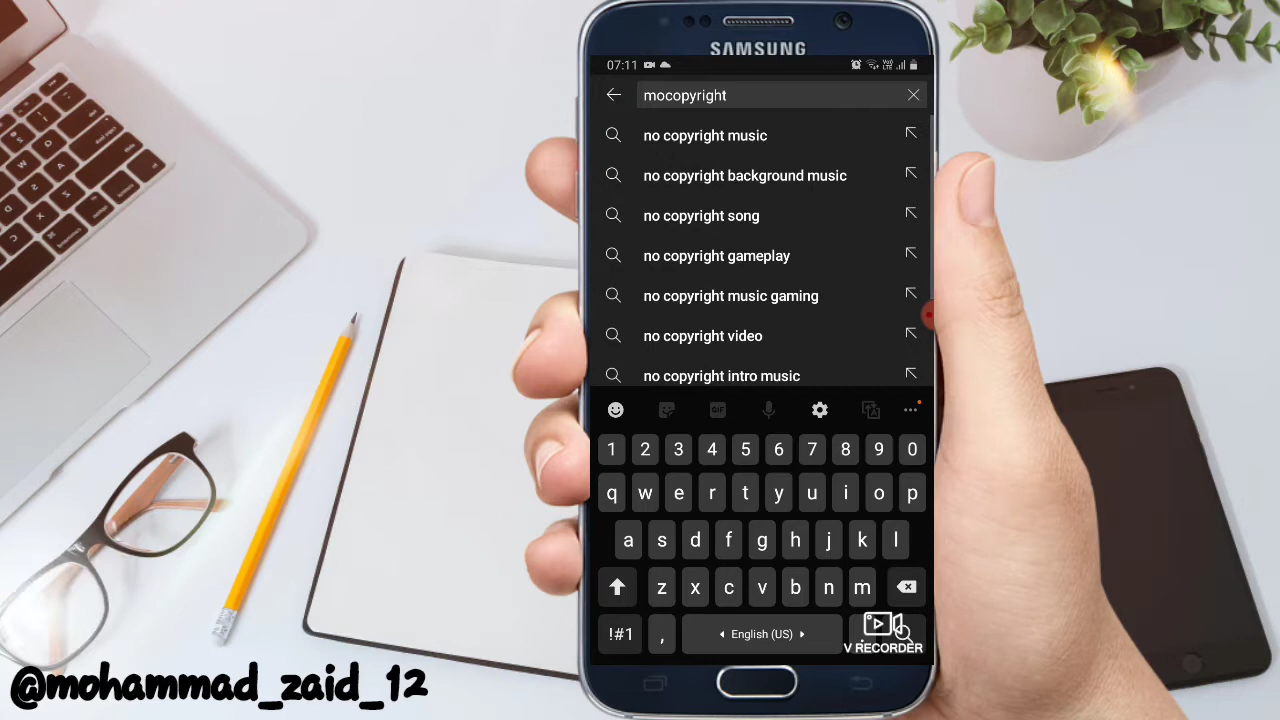 SAMSUNG
07:11
mocopyright
no copyright music
no copyright background music
no copyright song
no copyright gameplay
no copyright music gaming
no copyright video
no copyright intro music
GIF
1 2 3 4 5 6 7 8 9 0
q w e r t y u i o p
a s d f g h j k l
z x c v b n m
!#1 , English (US) .
V RECORDER
@mohammad_zaid_12